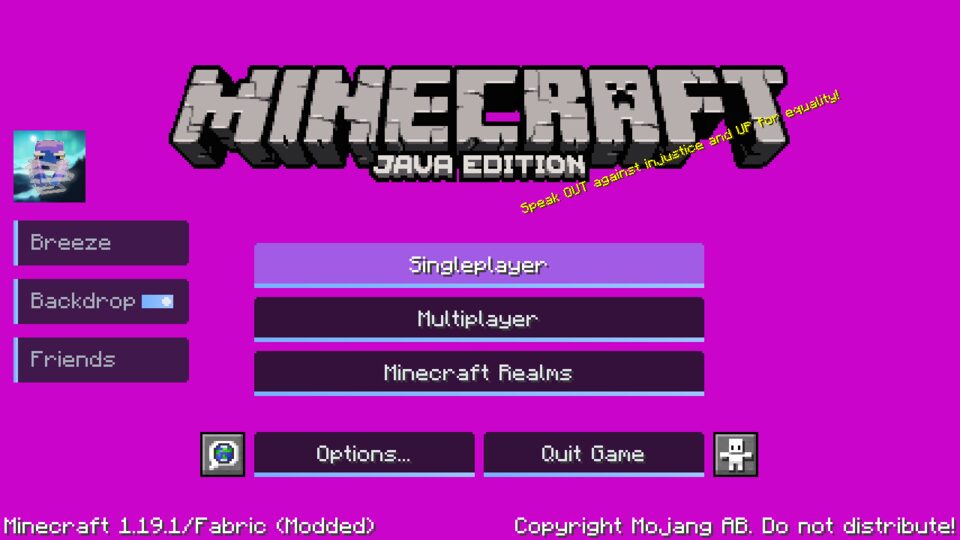 MINECRAFT
JAVA EDITION
Speak OUT against injustice and UP for equality!
Breeze
Backdrop
Friends
Singleplayer
Multiplayer
Minecraft Realms
Options...
Quit Game
Minecraft 1.19.1/Fabric (Modded)
Copyright Mojang AB. Do not distribute!